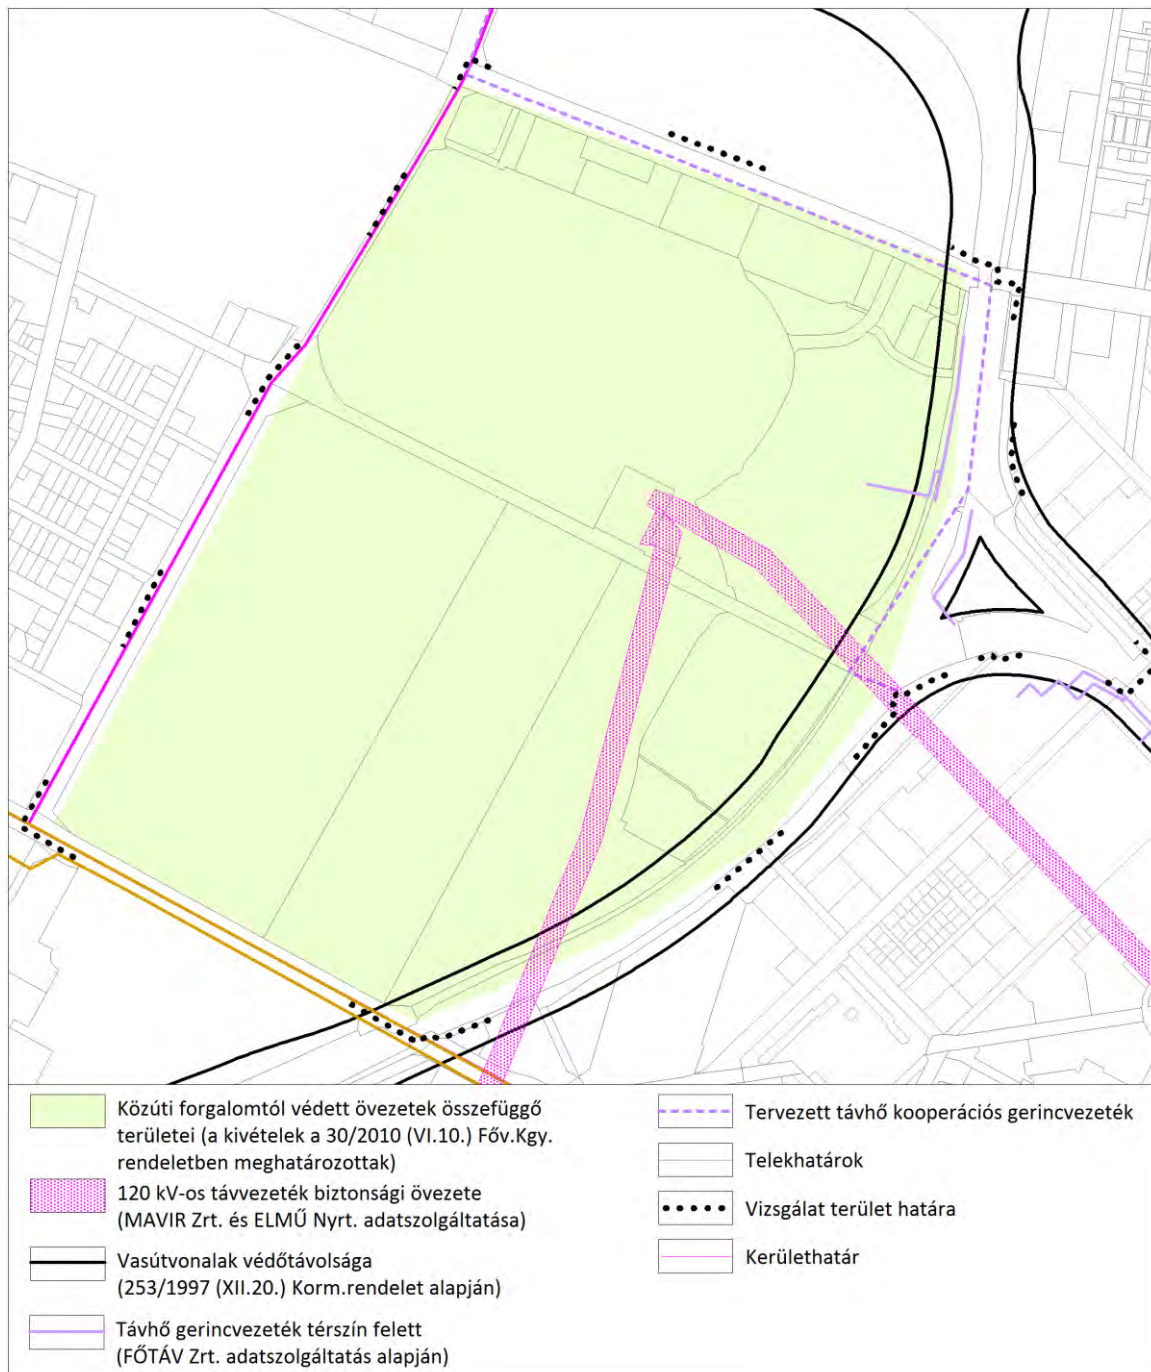 Közúti forgalomtól védett övezetek összefüggő
területei (a kivételek a 30/2010 (VI.10.) Főv.Kgy.
rendeletben meghatározottak)
120 kV-os távvezeték biztonsági övezete
(MAVIR Zrt. és ELMŰ Nyrt. adatszolgáltatása)
Vasútvonalak védőtávolsága
(253/1997 (XII.20.) Korm.rendelet alapján)
Távhő gerincvezeték térszín felett
(FŐTÁV Zrt. adatszolgáltatás alapján)
Tervezett távhő kooperációs gerincvezeték
Telekhatárok
Vizsgálat terület határa
Kerülethatár